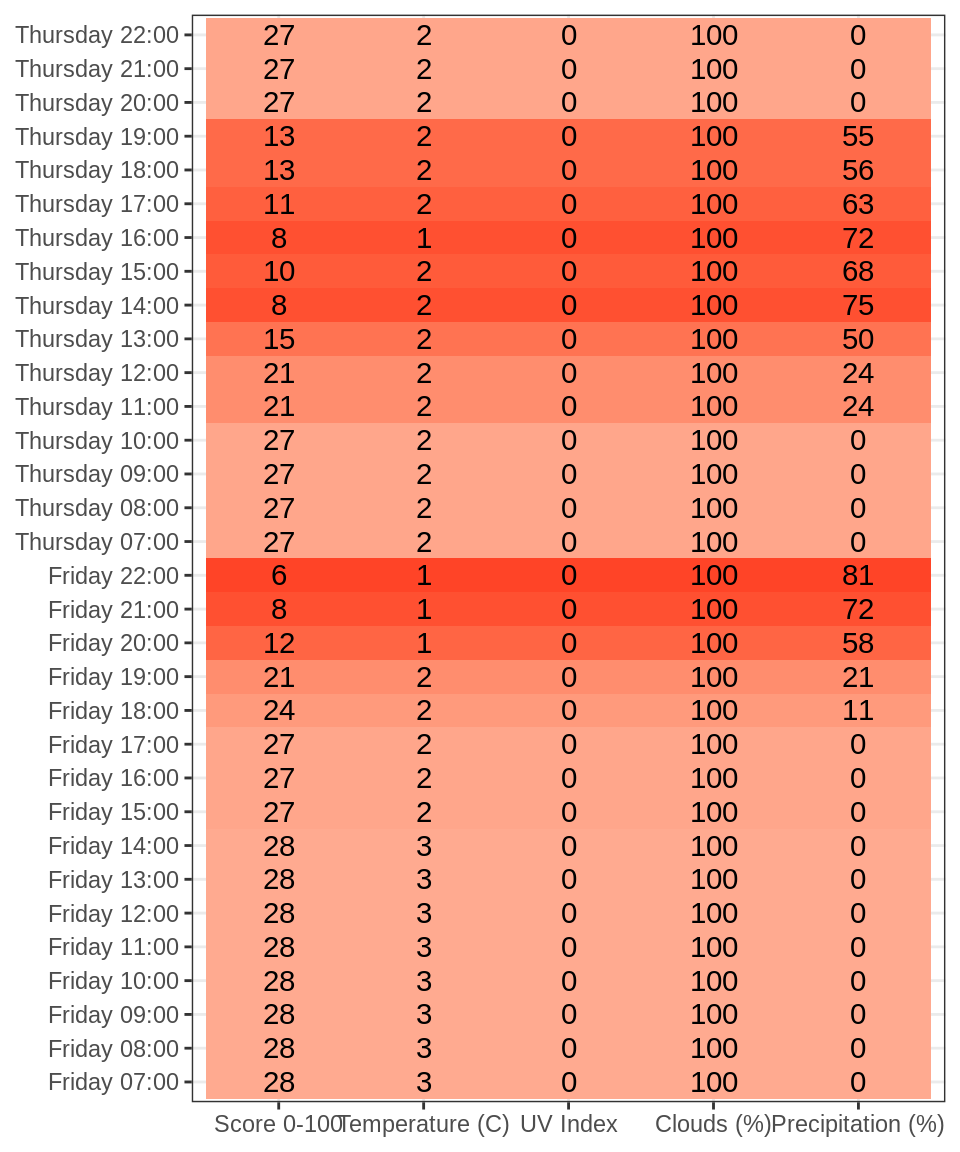 Thursday 22:00 27 2 0 100 0
Thursday 21:00 27 2 0 100 0
Thursday 20:00 27 2 0 100 0
Thursday 19:00 13 2 0 100 55
Thursday 18:00 13 2 0 100 56
Thursday 17:00 11 2 0 100 63
Thursday 16:00 8 1 0 100 72
Thursday 15:00 10 2 0 100 68
Thursday 14:00 8 2 0 100 75
Thursday 13:00 15 2 0 100 50
Thursday 12:00 21 2 0 100 24
Thursday 11:00 21 2 0 100 24
Thursday 10:00 27 2 0 100 0
Thursday 09:00 27 2 0 100 0
Thursday 08:00 27 2 0 100 0
Thursday 07:00 27 2 0 100 0
Friday 22:00 6 1 0 100 81
Friday 21:00 8 1 0 100 72
Friday 20:00 12 1 0 100 58
Friday 19:00 21 2 0 100 21
Friday 18:00 24 2 0 100 11
Friday 17:00 27 2 0 100 0
Friday 16:00 27 2 0 100 0
Friday 15:00 27 2 0 100 0
Friday 14:00 28 3 0 100 0
Friday 13:00 28 3 0 100 0
Friday 12:00 28 3 0 100 0
Friday 11:00 28 3 0 100 0
Friday 10:00 28 3 0 100 0
Friday 09:00 28 3 0 100 0
Friday 08:00 28 3 0 100 0
Friday 07:00 28 3 0 100 0
Score 0-100 Temperature (C) UV Index Clouds (%) Precipitation (%)